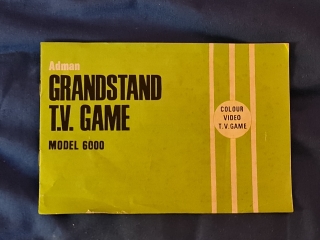 Adman
GRANDSTAND
T.V. GAME
MODEL 6000
COLOUR
VIDEO
T.V. GAME